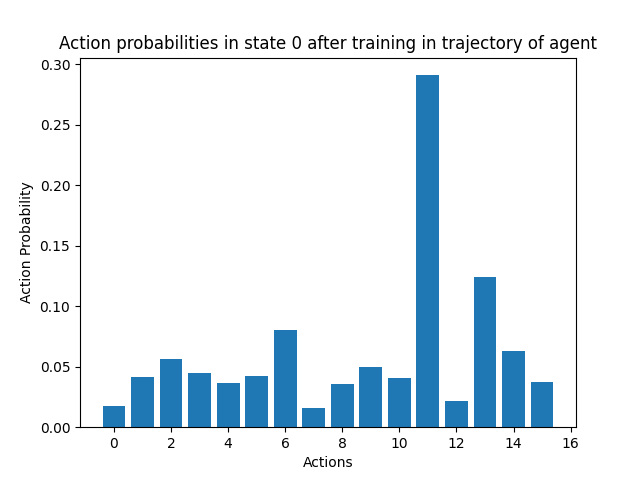 Action probabilities in state 0 after training in trajectory of agent
0.30
0.25
0.20
0.15
0.10
0.05
0.00
Action Probability
0 2 4 6 8 10 12 14 16
Actions